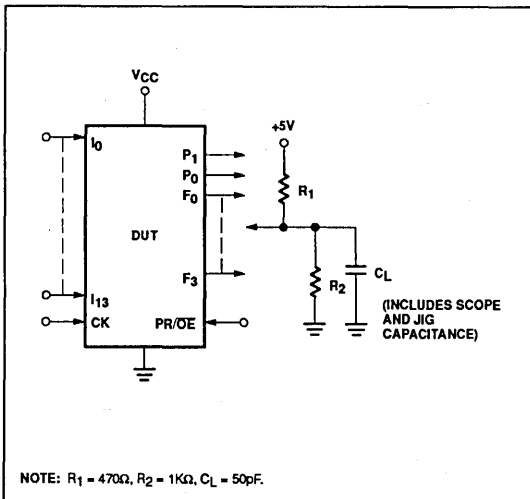 VCC
+5V
I0
P1
P0
R1
F0
DUT
F3
R2
CL
I13
(INCLUDES SCOPE
AND JIG
CAPACITANCE)
CK
PR/OE
NOTE: R1 = 470Ω, R2 = 1KΩ, CL = 50pF.